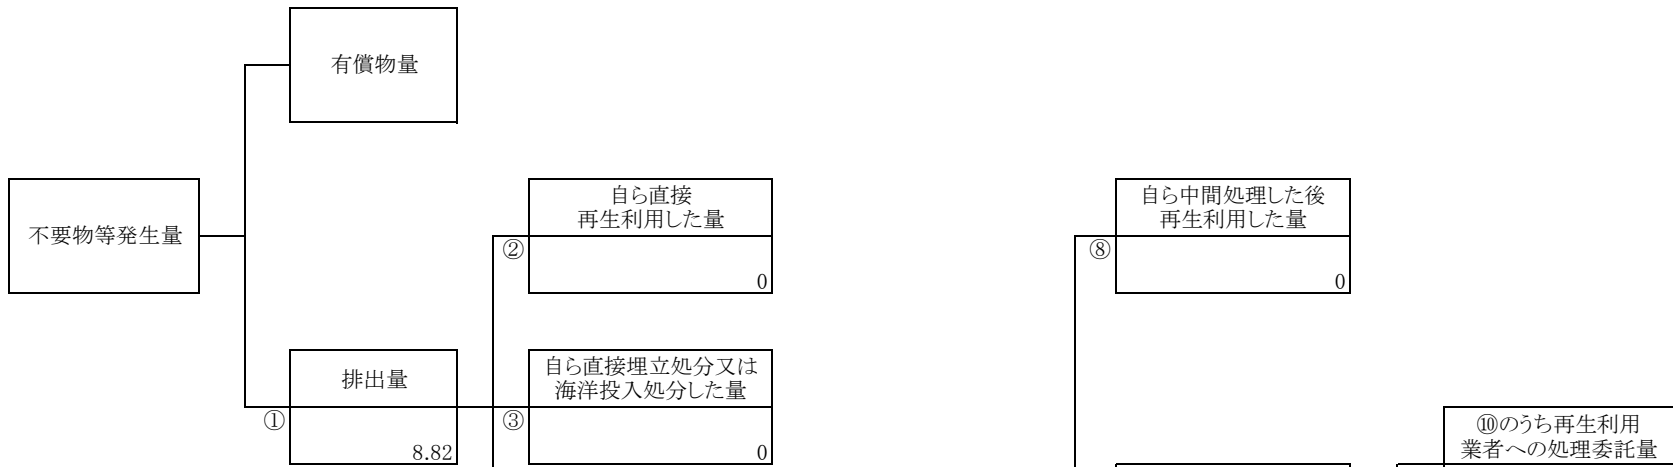 有償物量
不要物等発生量
自ら直接
再生利用した量
②
0
自ら中間処理した後
再生利用した量
⑧
0
排出量
①
8.82
自ら直接埋立処分又は
海洋投入処分した量
③
0
⑩のうち再生利用
業者への処理委託量